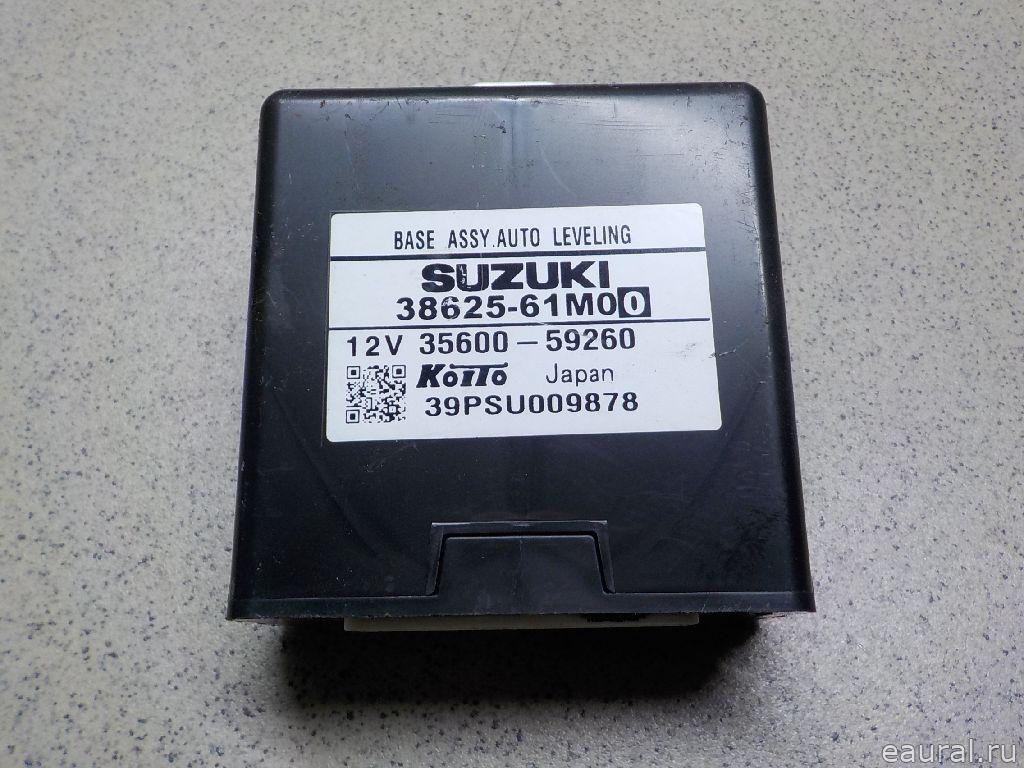 BASE ASSY.AUTO LEVELING
SUZUKI
38625-61M00
12V 35600-59260
KOITO Japan
39PSU009878
eaural.ru